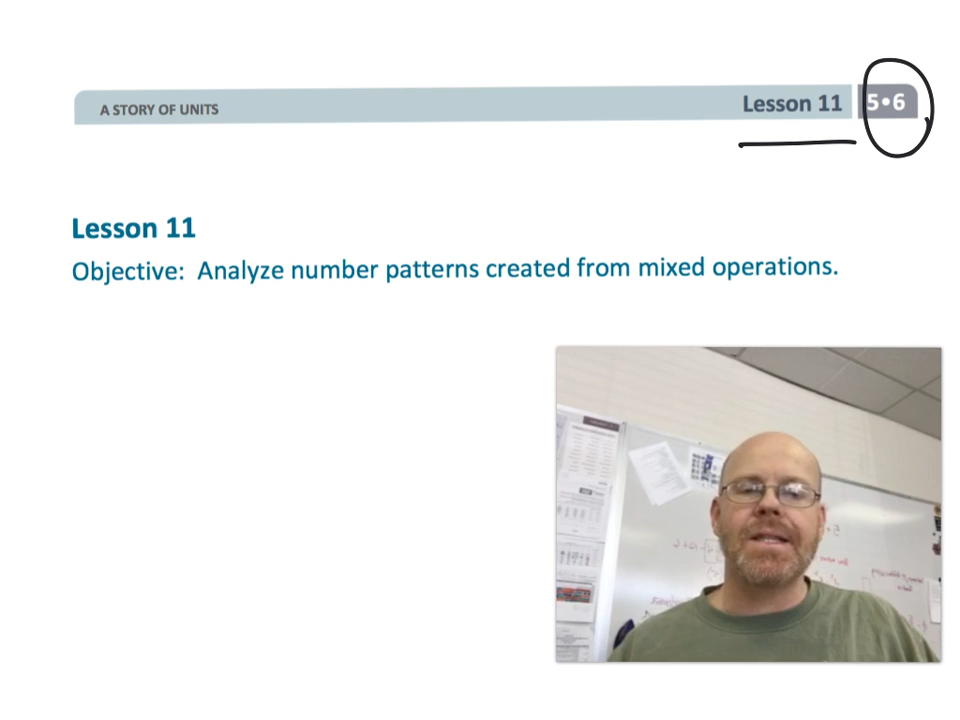 A STORY OF UNITS
Lesson 11
5•6
Lesson 11
Objective: Analyze number patterns created from mixed operations.